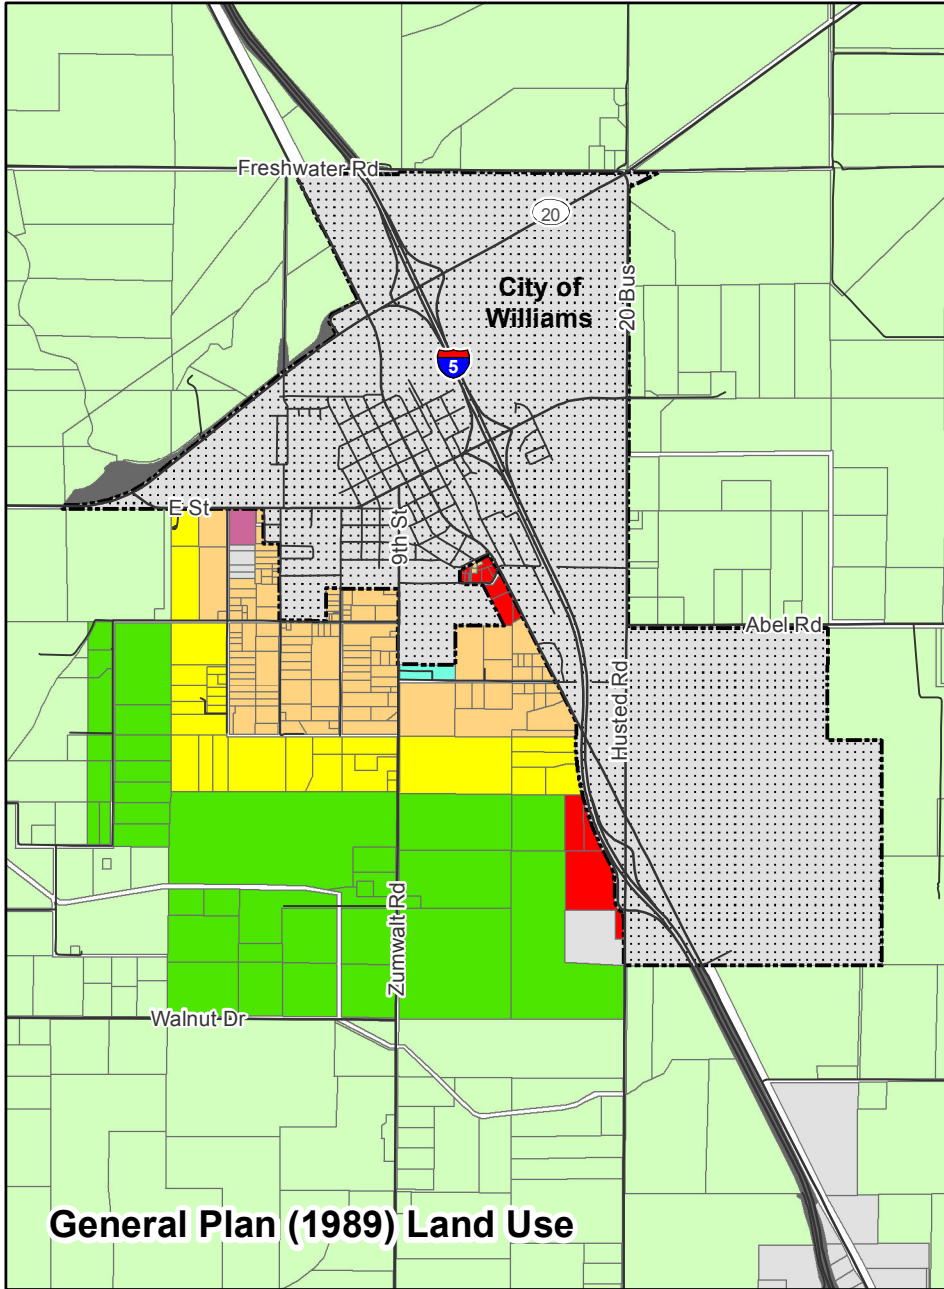 Freshwater Rd
20
City of
Williams
20 Bus
5
E St
9th St
Abel Rd
Husted Rd
Zumwalt Rd
Walnut Dr
General Plan (1989) Land Use